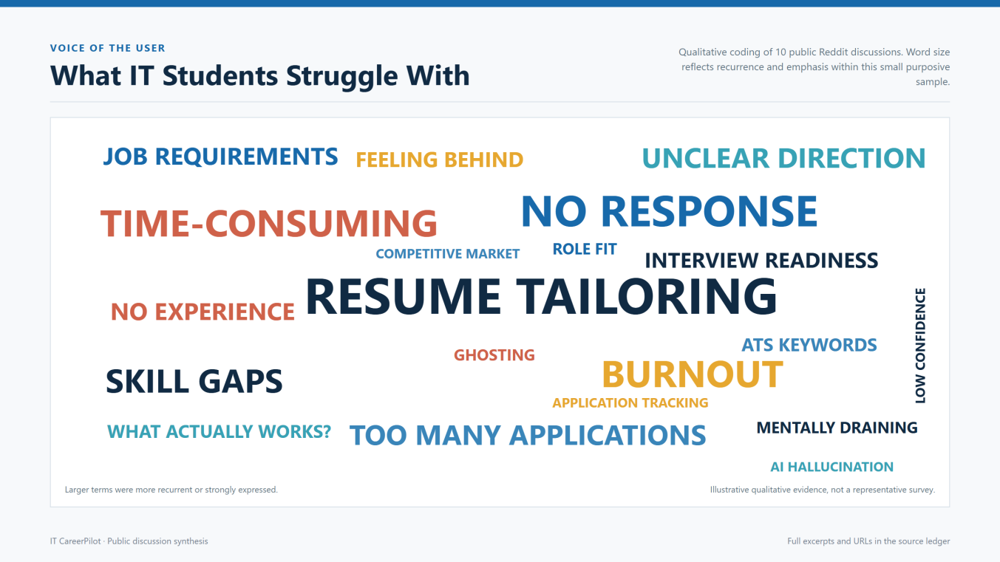 VOICE OF THE USER
What IT Students Struggle With
Qualitative coding of 10 public Reddit discussions. Word size
reflects recurrence and emphasis within this small purposive
sample.
JOB REQUIREMENTS
FEELING BEHIND
UNCLEAR DIRECTION
TIME-CONSUMING
NO RESPONSE
COMPETITIVE MARKET
ROLE FIT
INTERVIEW READINESS
NO EXPERIENCE
RESUME TAILORING
LOW CONFIDENCE
GHOSTING
ATS KEYWORDS
SKILL GAPS
BURNOUT
APPLICATION TRACKING
WHAT ACTUALLY WORKS?
TOO MANY APPLICATIONS
MENTALLY DRAINING
AI HALLUCINATION
Larger terms were more recurrent or strongly expressed.
Illustrative qualitative evidence, not a representative survey.
IT CareerPilot · Public discussion synthesis
Full excerpts and URLs in the source ledger